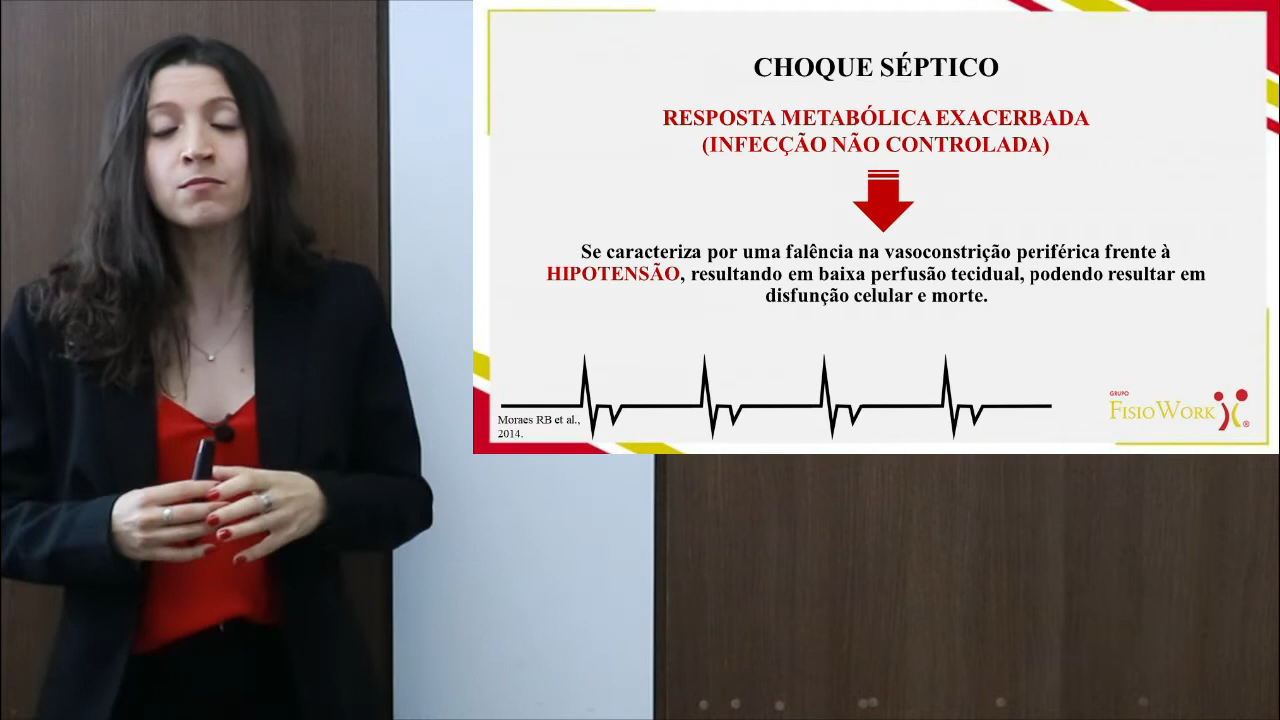 CHOQUE SÉPTICO
RESPOSTA METABÓLICA EXACERBADA
(INFECÇÃO NÃO CONTROLADA)
Se caracteriza por uma falência na vasoconstrição periférica frente à
HIPOTENSÃO, resultando em baixa perfusão tecidual, podendo resultar em
disfunção celular e morte.
Moraes RB et al.,
2014.
GRUPO
FISIOWORK
®